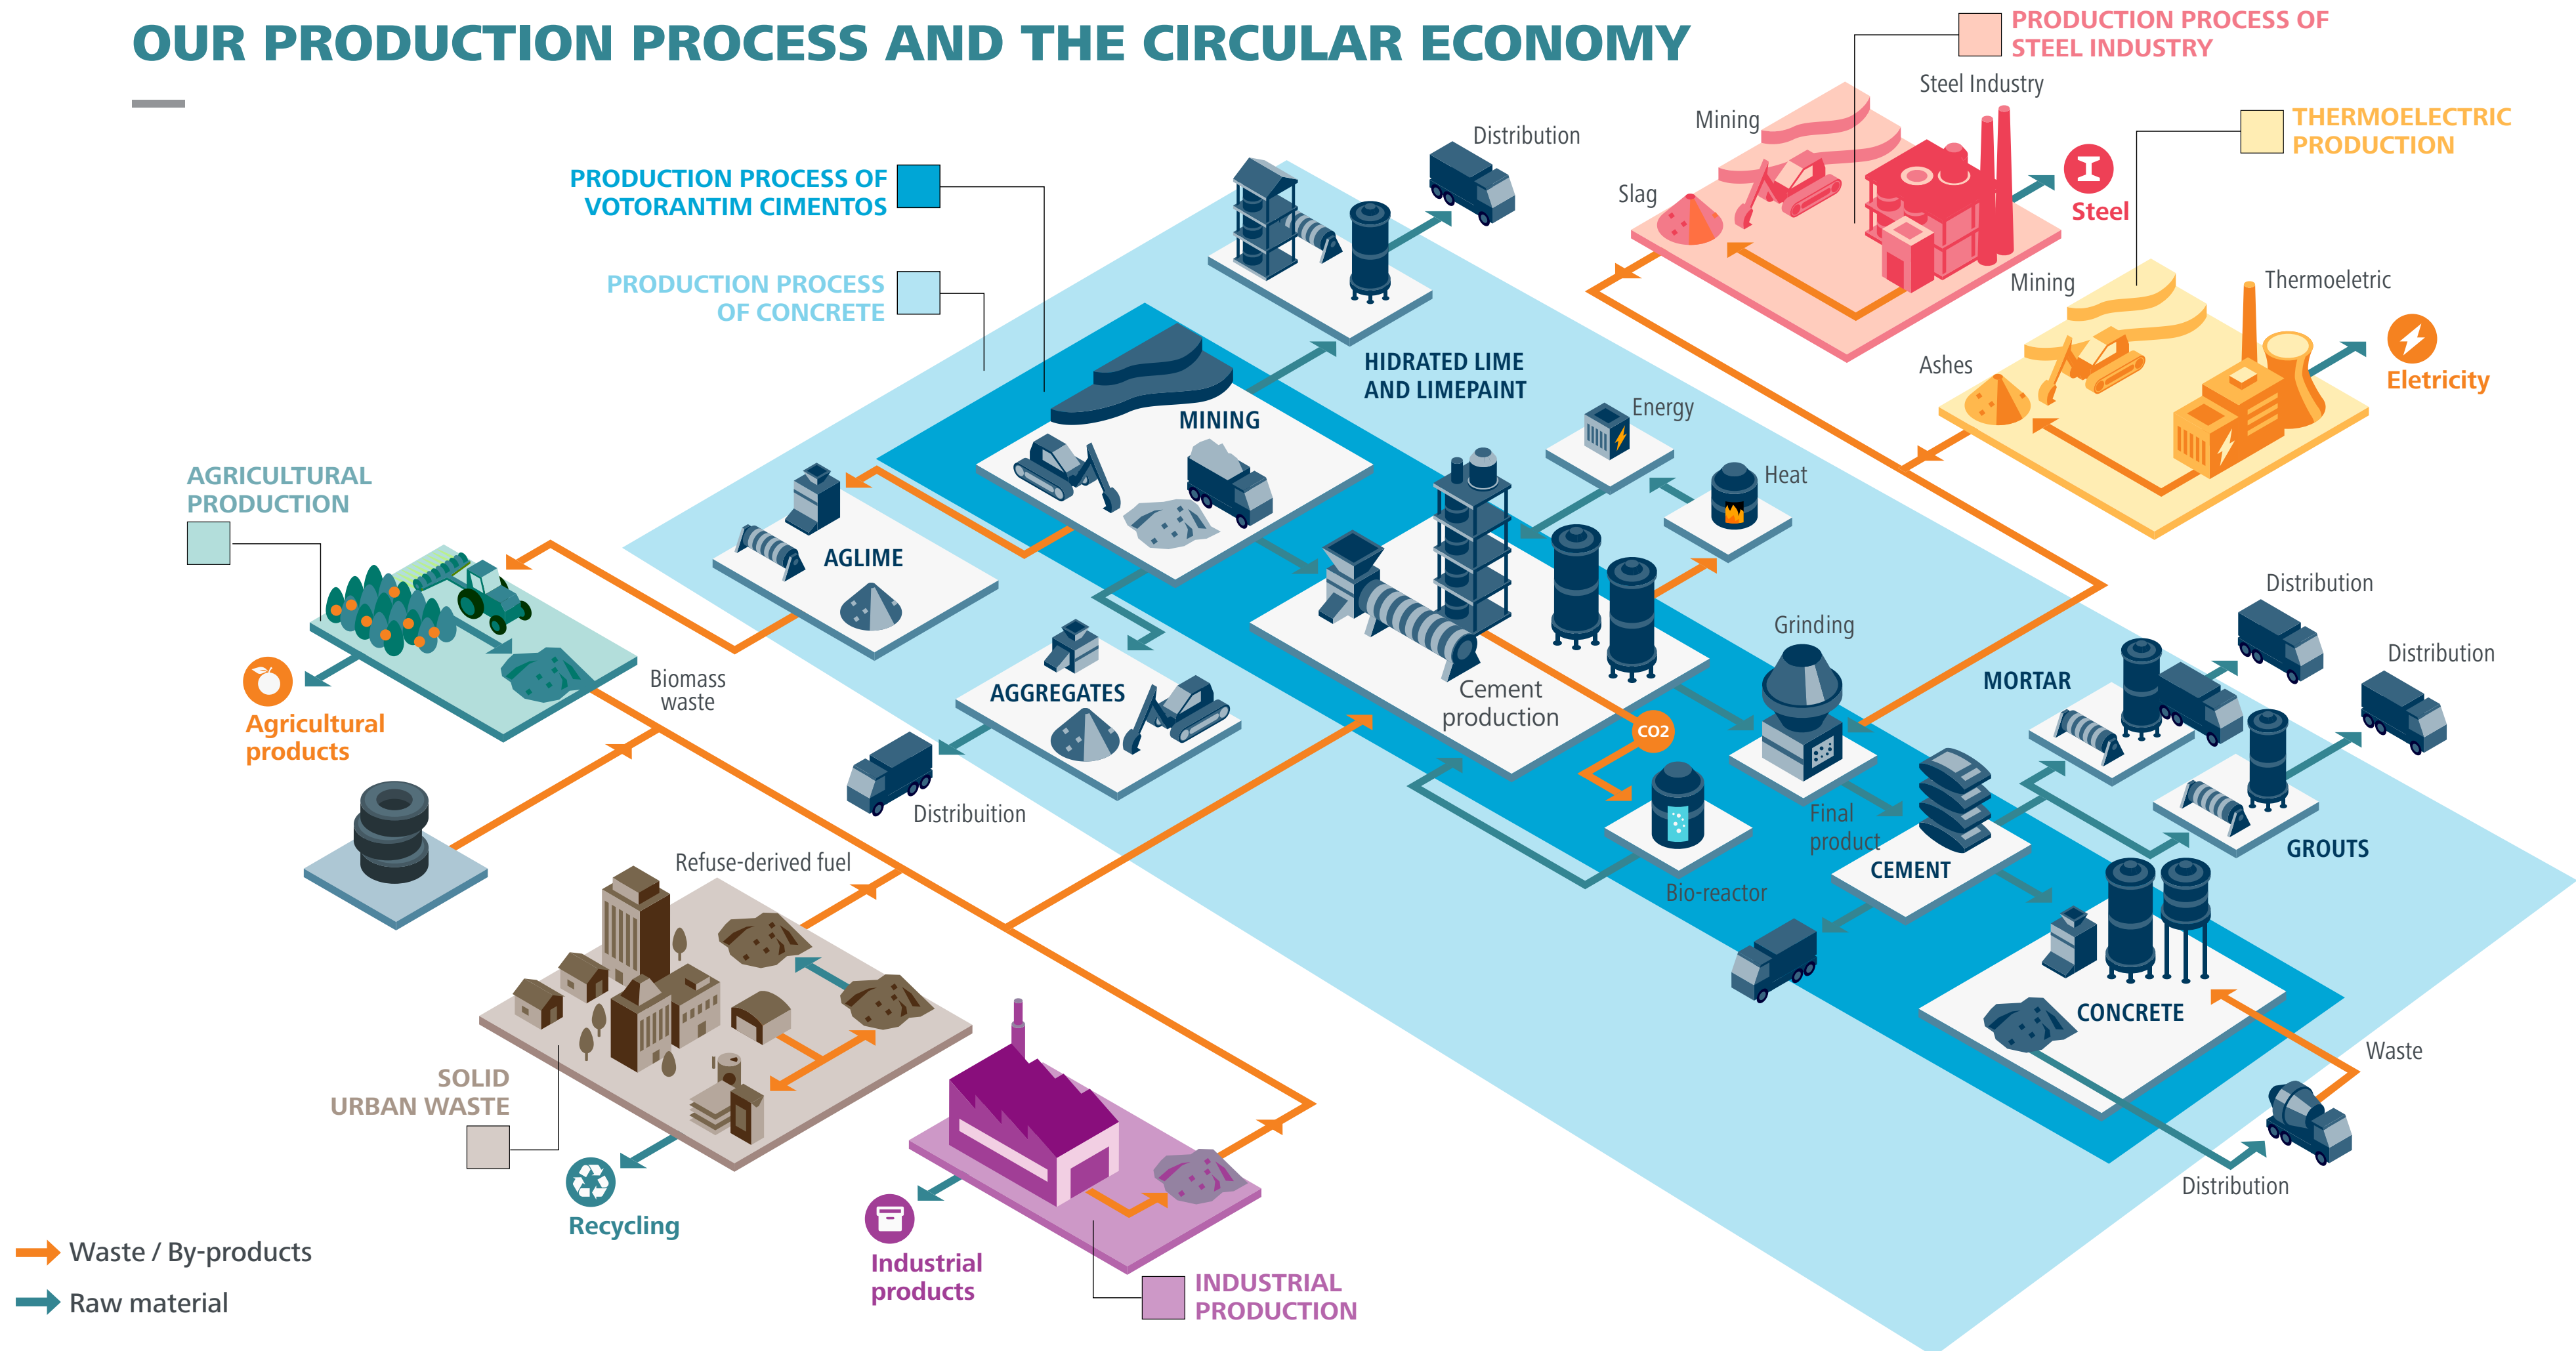 OUR PRODUCTION PROCESS AND THE CIRCULAR ECONOMY
PRODUCTION PROCESS OF
STEEL INDUSTRY
Steel Industry
Mining
Slag
Steel
THERMOELECTRIC
PRODUCTION
Mining
Thermoeletric
Ashes
Eletricity
Distribution
PRODUCTION PROCESS OF
VOTORANTIM CIMENTOS
PRODUCTION PROCESS
OF CONCRETE
HIDRATED LIME
AND LIMEPAINT
MINING
Energy
Heat
AGRICULTURAL
PRODUCTION
AGLIME
Grinding
Distribution
Distribution
MORTAR
Biomass
waste
AGGREGATES
Cement
production
CO2
Agricultural
products
Distribuition
Final
product
GROUTS
CEMENT
Bio-reactor
Refuse-derived fuel
CONCRETE
Waste
SOLID
URBAN WASTE
Distribution
Recycling
Industrial
products
INDUSTRIAL
PRODUCTION
Waste / By-products
Raw material